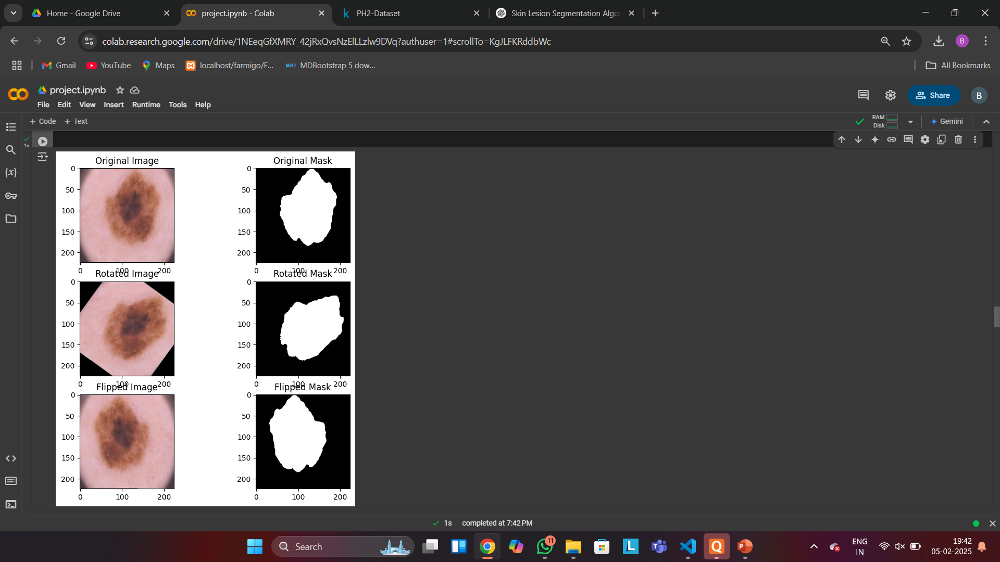 Home - Google Drive
project.ipynb - Colab
PH2-Dataset
Skin Lesion Segmentation Algo
colab.research.google.com/drive/1NEeqGfXMRY_42jRxQvsNzElLLzlw9DVq?authuser=1#scrollTo=KgJLFKRddbWc
B
Gmail
YouTube
Maps
localhost/farmigo/F...
MDB
MDBootstrap 5 dow...
All Bookmarks
project.ipynb
Share
B
File Edit View Insert Runtime Tools Help
+ Code + Text
RAM
Disk
Gemini
1s
{x}
Original Image
0
50
100
150
200
0 100 200
Original Mask
0
50
100
150
200
0 100 200
Rotated Image
0
50
100
150
200
0 100 200
Rotated Mask
0
50
100
150
200
0 100 200
Flipped Image
0
50
100
150
200
0 100 200
Flipped Mask
0
50
100
150
200
0 100 200
1s completed at 7:42 PM
Search
11
L
T
Q
P
ENG
IN
19:42
05-02-2025